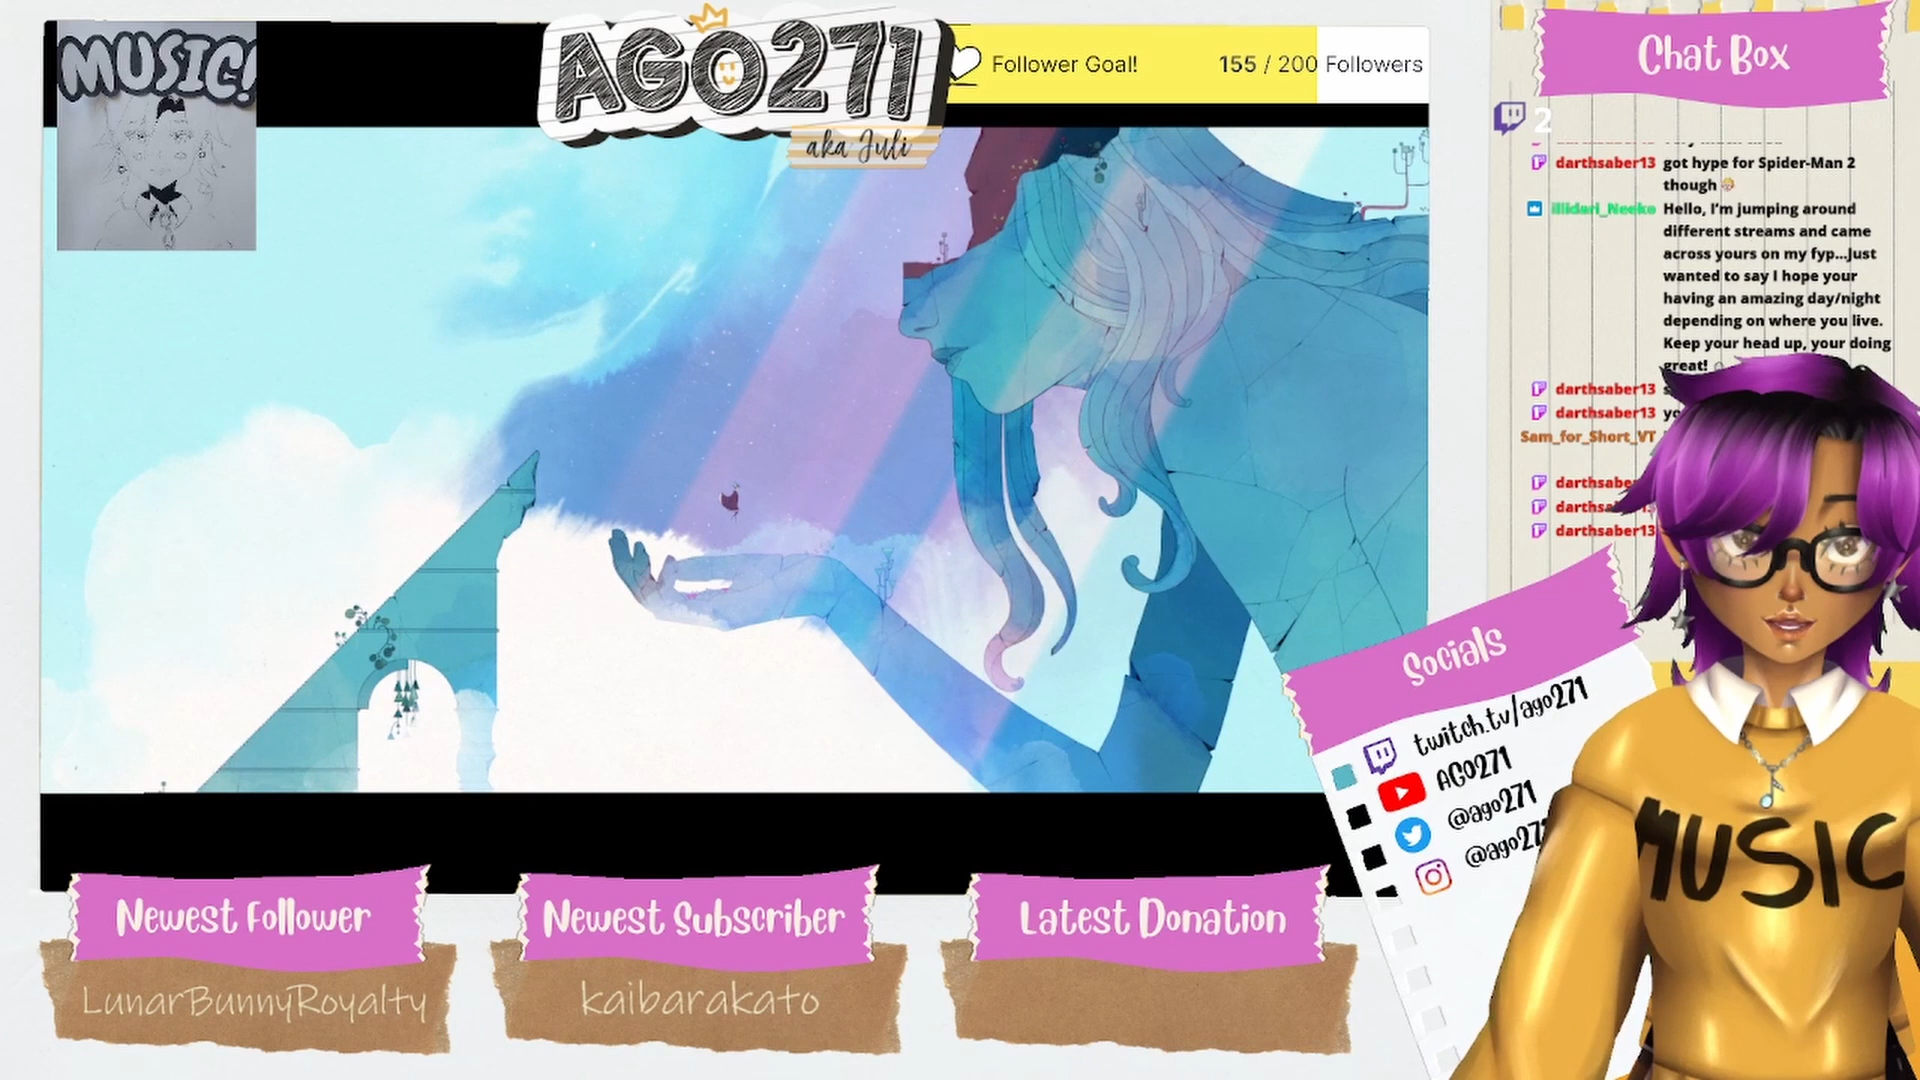 MUSIC!
AGO271
aka Juli
Follower Goal!
155 / 200 Followers
Chat Box
2
darthsaber13 got hype for Spider-Man 2
though
illidari_Neeko Hello, I'm jumping around
different streams and came
across yours on my fyp...Just
wanted to say I hope your
having an amazing day/night
depending on where you live.
Keep your head up, your doing
great!
darthsaber13
darthsaber13
Sam_for_Short_VT
darthsaber13
Socials
twitch.tv/ago271
AGO271
@ago271
@ago271
MUSIC
Newest Follower
LunarBunnyRoyalty
Newest Subscriber
kaibarakato
Latest Donation